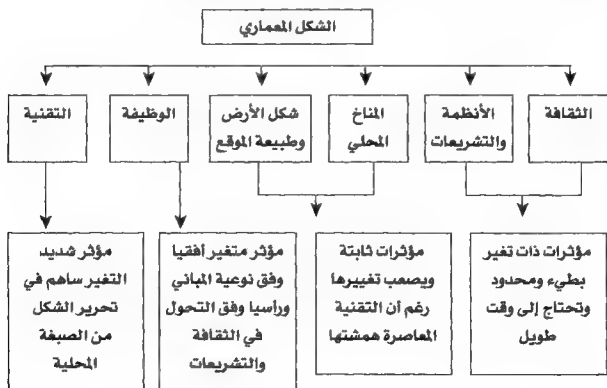 الشكل المعماري
الثقافة
الأنظمة
والتشريعات
المناخ
المحلي
شكل الأرض
وطبيعة الموقع
الوظيفة
التقنية
مؤثرات ذات تغير
بطيء ومحدود
وتحتاج إلى وقت
طويل
مؤثرات ثابتة
ويصعب تغييرها
رغم أن التقنية
المعاصرة همشتها
مؤثر متغير أفقيا
وفق نوعية المباني
ورأسيا وفق التحول
في الثقافة
والتشريعات
مؤثر شديد
التغير ساهم في
تحرير الشكل
من الصبغة
المحلية